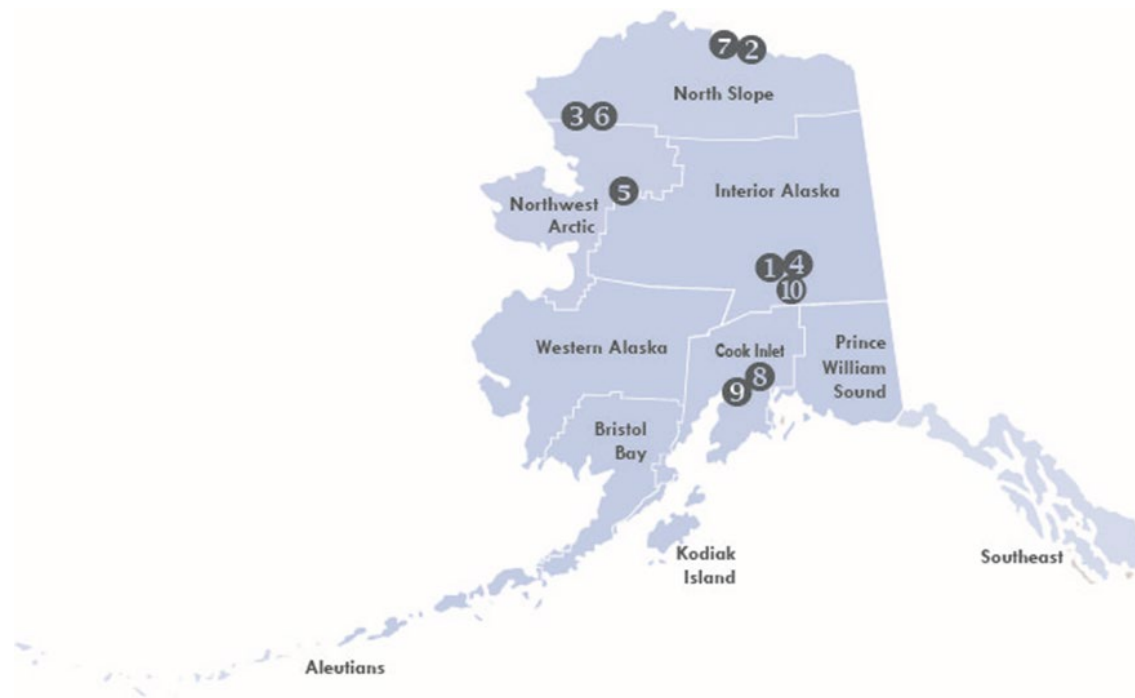 7 2
North Slope
3 6
5
Interior Alaska
Northwest
Arctic
1 4
10
Western Alaska
Cook Inlet
Prince
William
Sound
8
9
Bristol
Bay
Kodiak
Island
Southeast
Aleutians